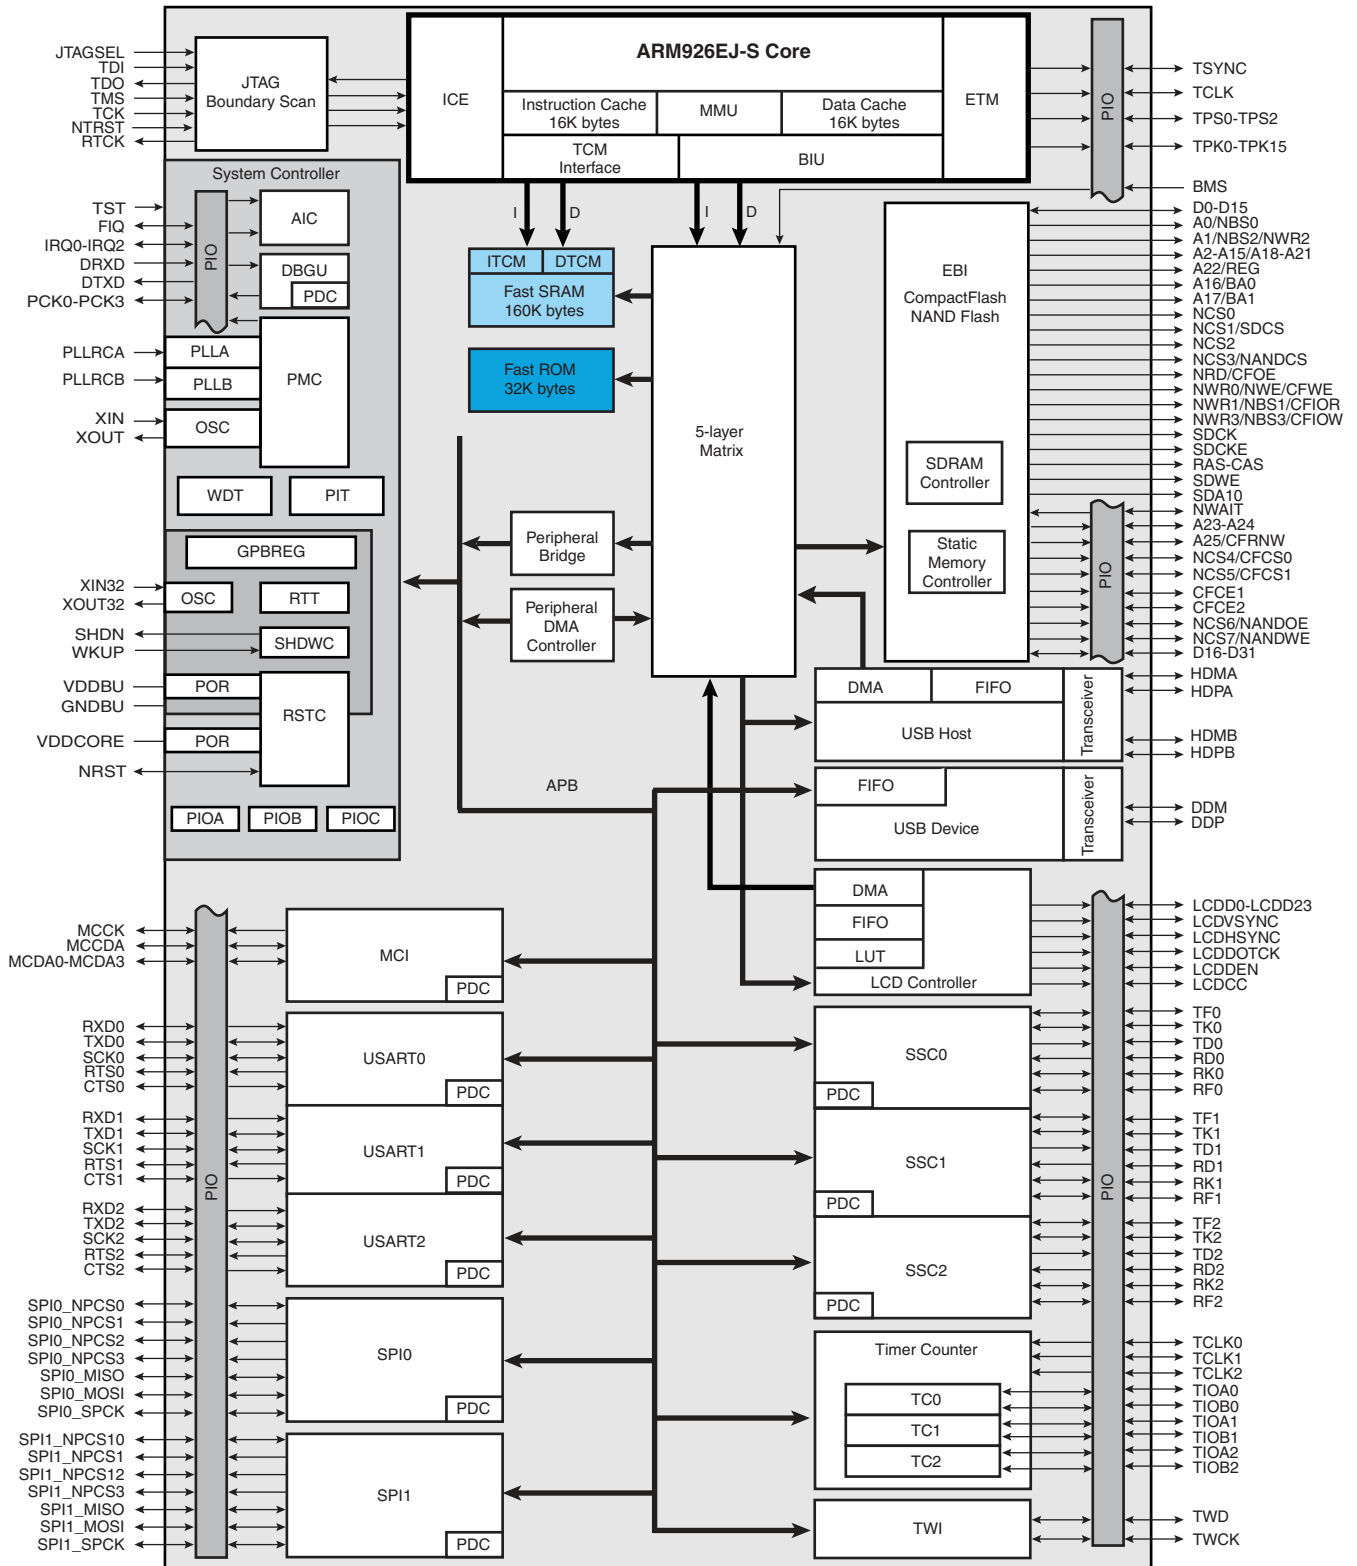 JTAGSEL
TDI
TDO
TMS
TCK
NTRST
RTCK
JTAG
Boundary Scan
ICE
ARM926EJ-S Core
Instruction Cache
16K bytes
MMU
Data Cache
16K bytes
TCM
Interface
BIU
ETM
PIO
TSYNC
TCLK
TPS0-TPS2
TPK0-TPK15
BMS
System Controller
TST
FIQ
IRQ0-IRQ2
DRXD
DTXD
PCK0-PCK3
PIO
AIC
DBGU
PDC
PLLRCA
PLLRCB
XIN
XOUT
PLLA
PLLB
OSC
PMC
WDT
PIT
GPBREG
XIN32
XOUT32
SHDN
WKUP
OSC
RTT
SHDWC
VDDBU
GNDBU
VDDCORE
NRST
POR
POR
RSTC
PIOA
PIOB
PIOC
I
D
I
D
ITCM
DTCM
Fast SRAM
160K bytes
Fast ROM
32K bytes
5-layer
Matrix
Peripheral
Bridge
Peripheral
DMA
Controller
APB
EBI
CompactFlash
NAND Flash
SDRAM
Controller
Static
Memory
Controller
D0-D15
A0/NBS0
A1/NBS2/NWR2
A2-A15/A18-A21
A22/REG
A16/BA0
A17/BA1
NCS0
NCS1/SDCS
NCS2
NCS3/NANDCS
NRD/CFOE
NWR0/NWE/CFWE
NWR1/NBS1/CFIOR
NWR3/NBS3/CFIOW
SDCK
SDCKE
RAS-CAS
SDWE
SDA10
PIO
NWAIT
A23-A24
A25/CFRNW
NCS4/CFCS0
NCS5/CFCS1
CFCE1
CFCE2
NCS6/NANDOE
NCS7/NANDWE
D16-D31
DMA
FIFO
USB Host
Transceiver
HDMA
HDPA
HDMB
HDPB
FIFO
USB Device
Transceiver
DDM
DDP
DMA
FIFO
LUT
LCD Controller
LCDD0-LCDD23
LCDVSYNC
LCDHSYNC
LCDDOTCK
LCDDEN
LCDCC
MCCK
MCCDA
MCDA0-MCDA3
PIO
MCI
PDC
RXD0
TXD0
SCK0
RTS0
CTS0
USART0
PDC
RXD1
TXD1
SCK1
RTS1
CTS1
USART1
PDC
RXD2
TXD2
SCK2
RTS2
CTS2
USART2
PDC
SPI0_NPCS0
SPI0_NPCS1
SPI0_NPCS2
SPI0_NPCS3
SPI0_MISO
SPI0_MOSI
SPI0_SPCK
SPI0
PDC
SPI1_NPCS10
SPI1_NPCS1
SPI1_NPCS12
SPI1_NPCS3
SPI1_MISO
SPI1_MOSI
SPI1_SPCK
SPI1
PDC
SSC0
PDC
PIO
TF0
TK0
TD0
RD0
RK0
RF0
SSC1
PDC
TF1
TK1
TD1
RD1
RK1
RF1
SSC2
PDC
TF2
TK2
TD2
RD2
RK2
RF2
Timer Counter
TC0
TC1
TC2
TCLK0
TCLK1
TCLK2
TIOA0
TIOB0
TIOA1
TIOB1
TIOA2
TIOB2
TWI
TWD
TWCK